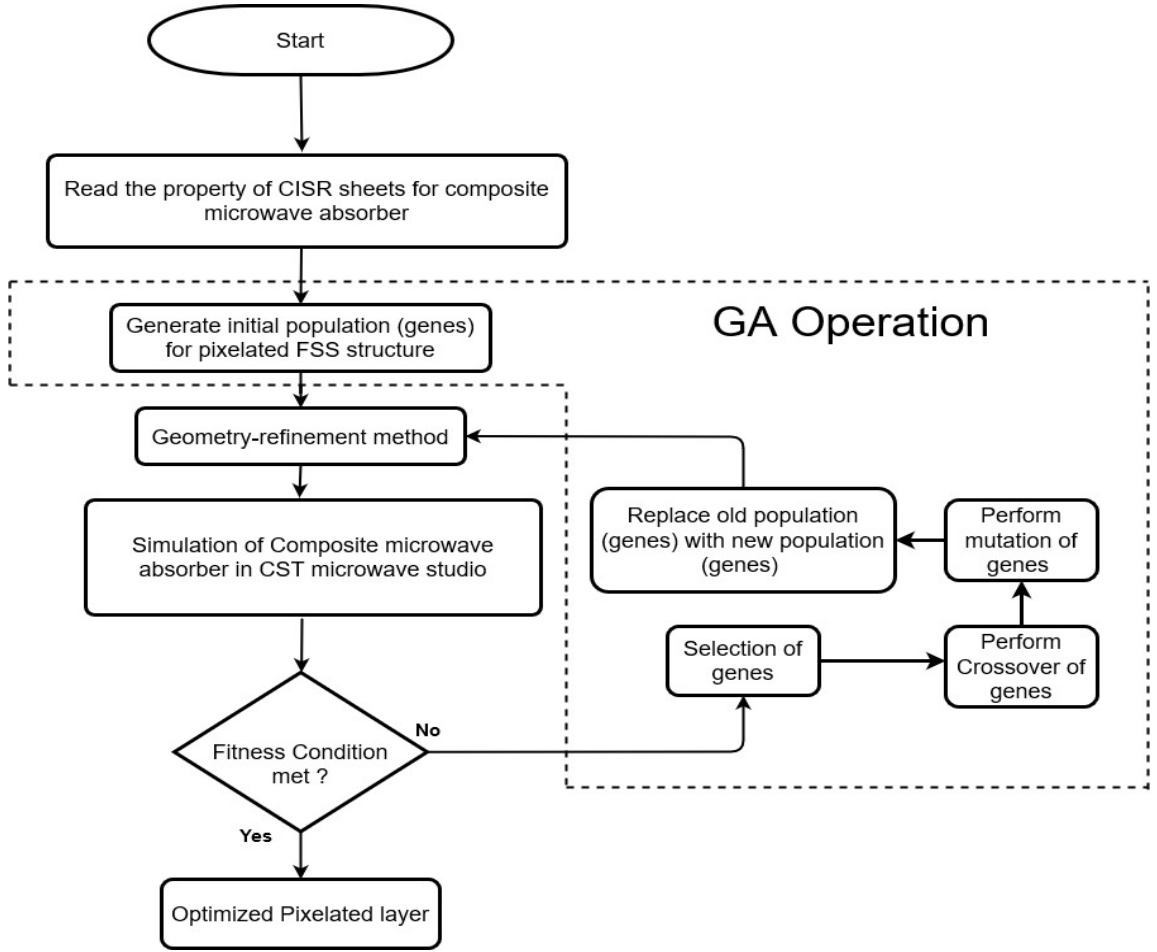 Start
Read the property of CISR sheets for composite
microwave absorber
Generate initial population (genes)
for pixelated FSS structure
GA Operation
Geometry-refinement method
Replace old population
(genes) with new population
(genes)
Perform
mutation of
genes
Simulation of Composite microwave
absorber in CST microwave studio
Selection of
genes
Perform
Crossover of
genes
No
Fitness Condition
met ?
Yes
Optimized Pixelated layer